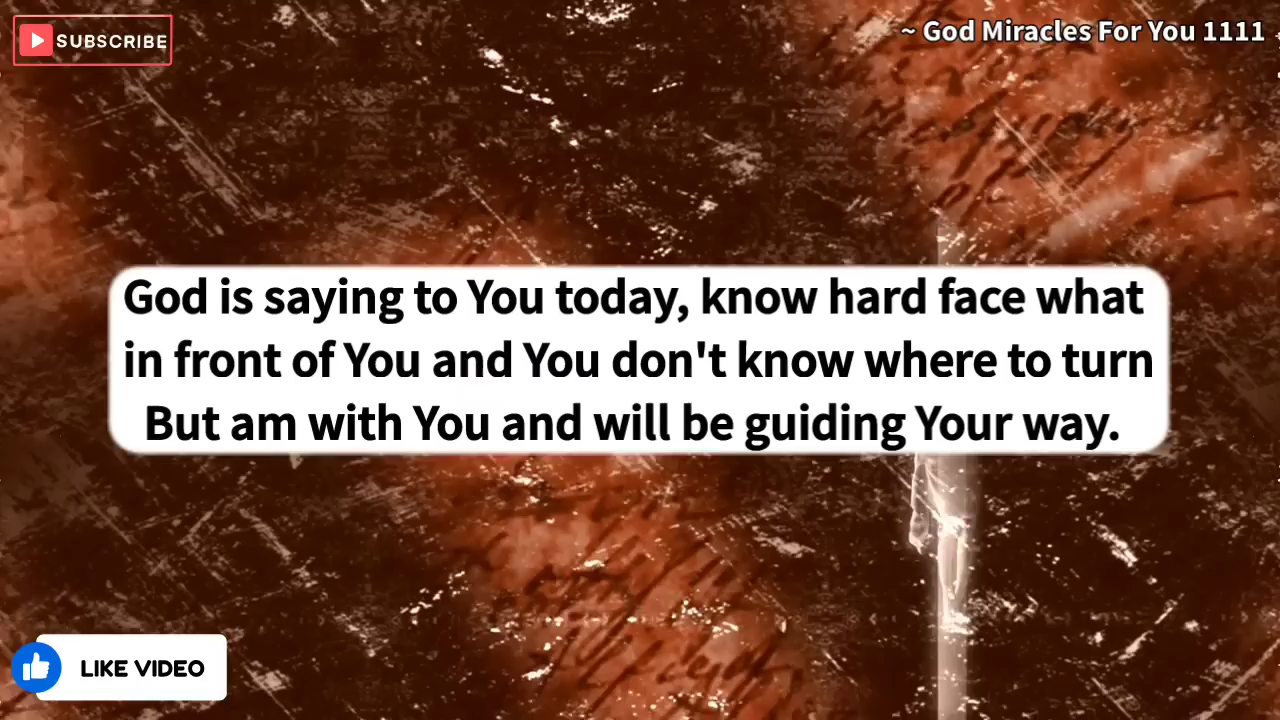 SUBSCRIBE
~ God Miracles For You 1111
God is saying to You today, know hard face what
in front of You and You don't know where to turn
But am with You and will be guiding Your way.
LIKE VIDEO